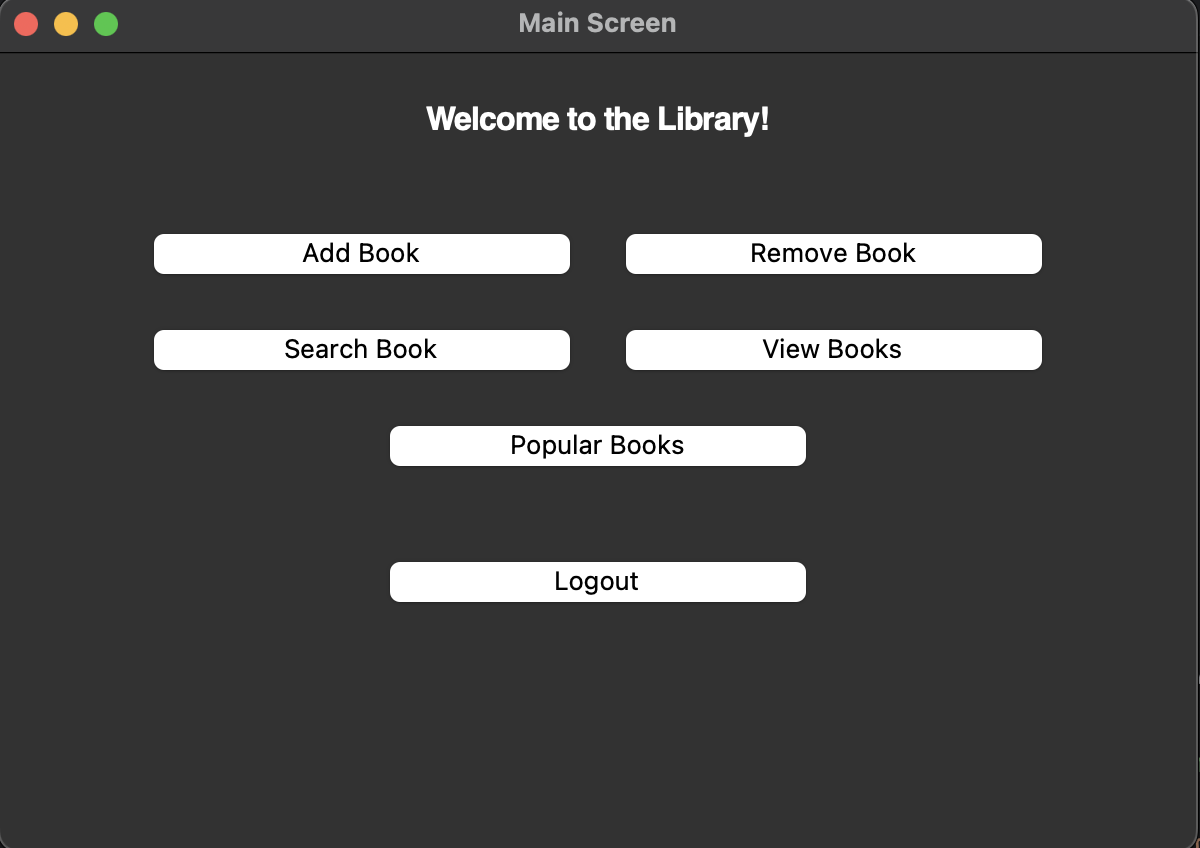 Main Screen
Welcome to the Library!
Add Book
Remove Book
Search Book
View Books
Popular Books
Logout